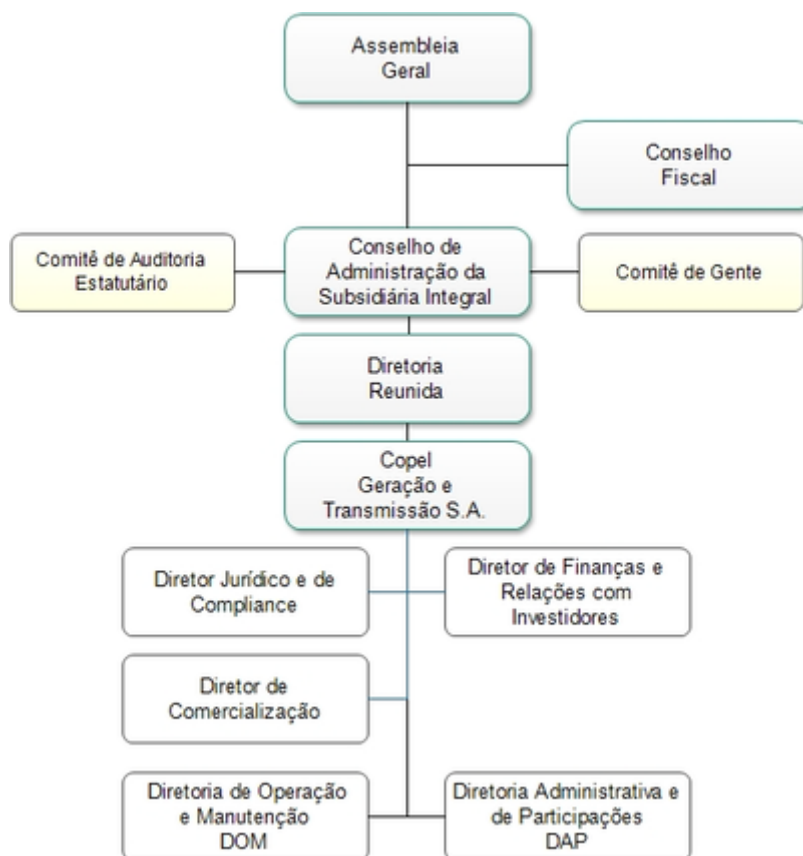 Assembleia
Geral
Conselho
Fiscal
Comitê de Auditoria
Estatutário
Conselho de
Administração da
Subsidiária Integral
Comitê de Gente
Diretoria
Reunida
Copel
Geração e
Transmissão S.A.
Diretor Jurídico e de
Compliance
Diretor de Finanças e
Relações com
Investidores
Diretor de
Comercialização
Diretoria de Operação
e Manutenção
DOM
Diretoria Administrativa e
de Participações
DAP